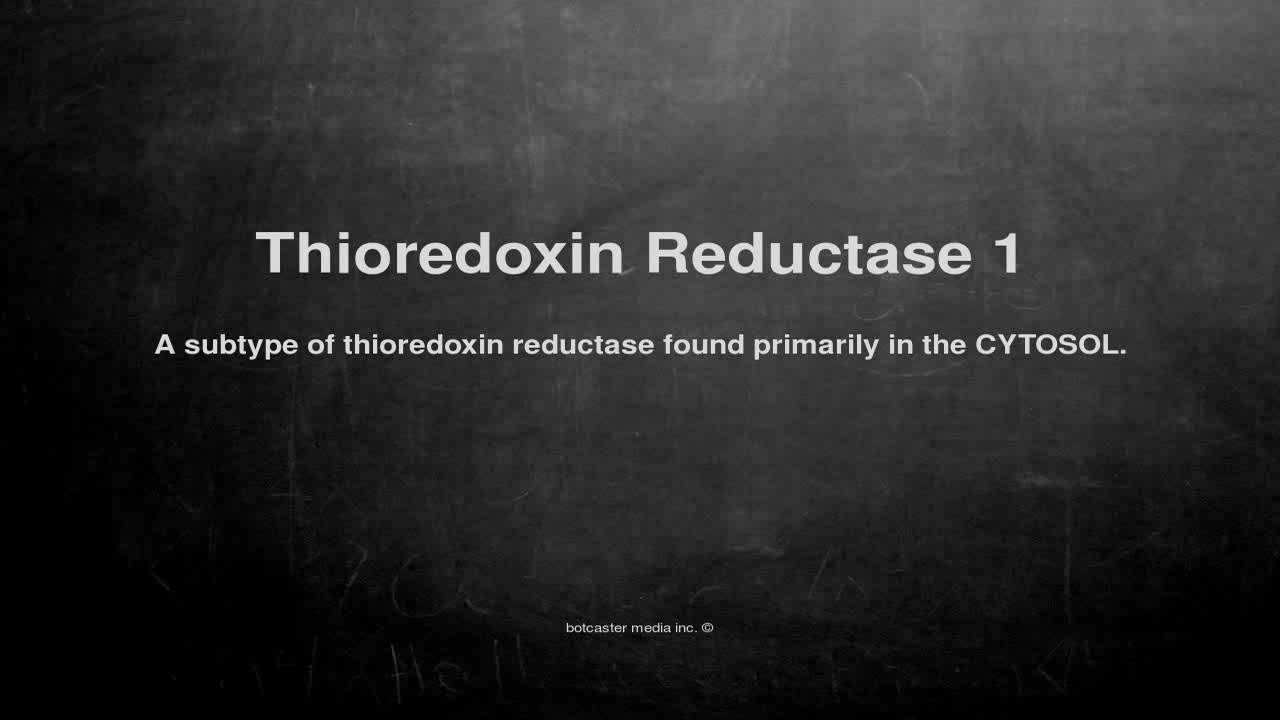 Thioredoxin Reductase 1
A subtype of thioredoxin reductase found primarily in the CYTOSOL.
botcaster media inc. ©